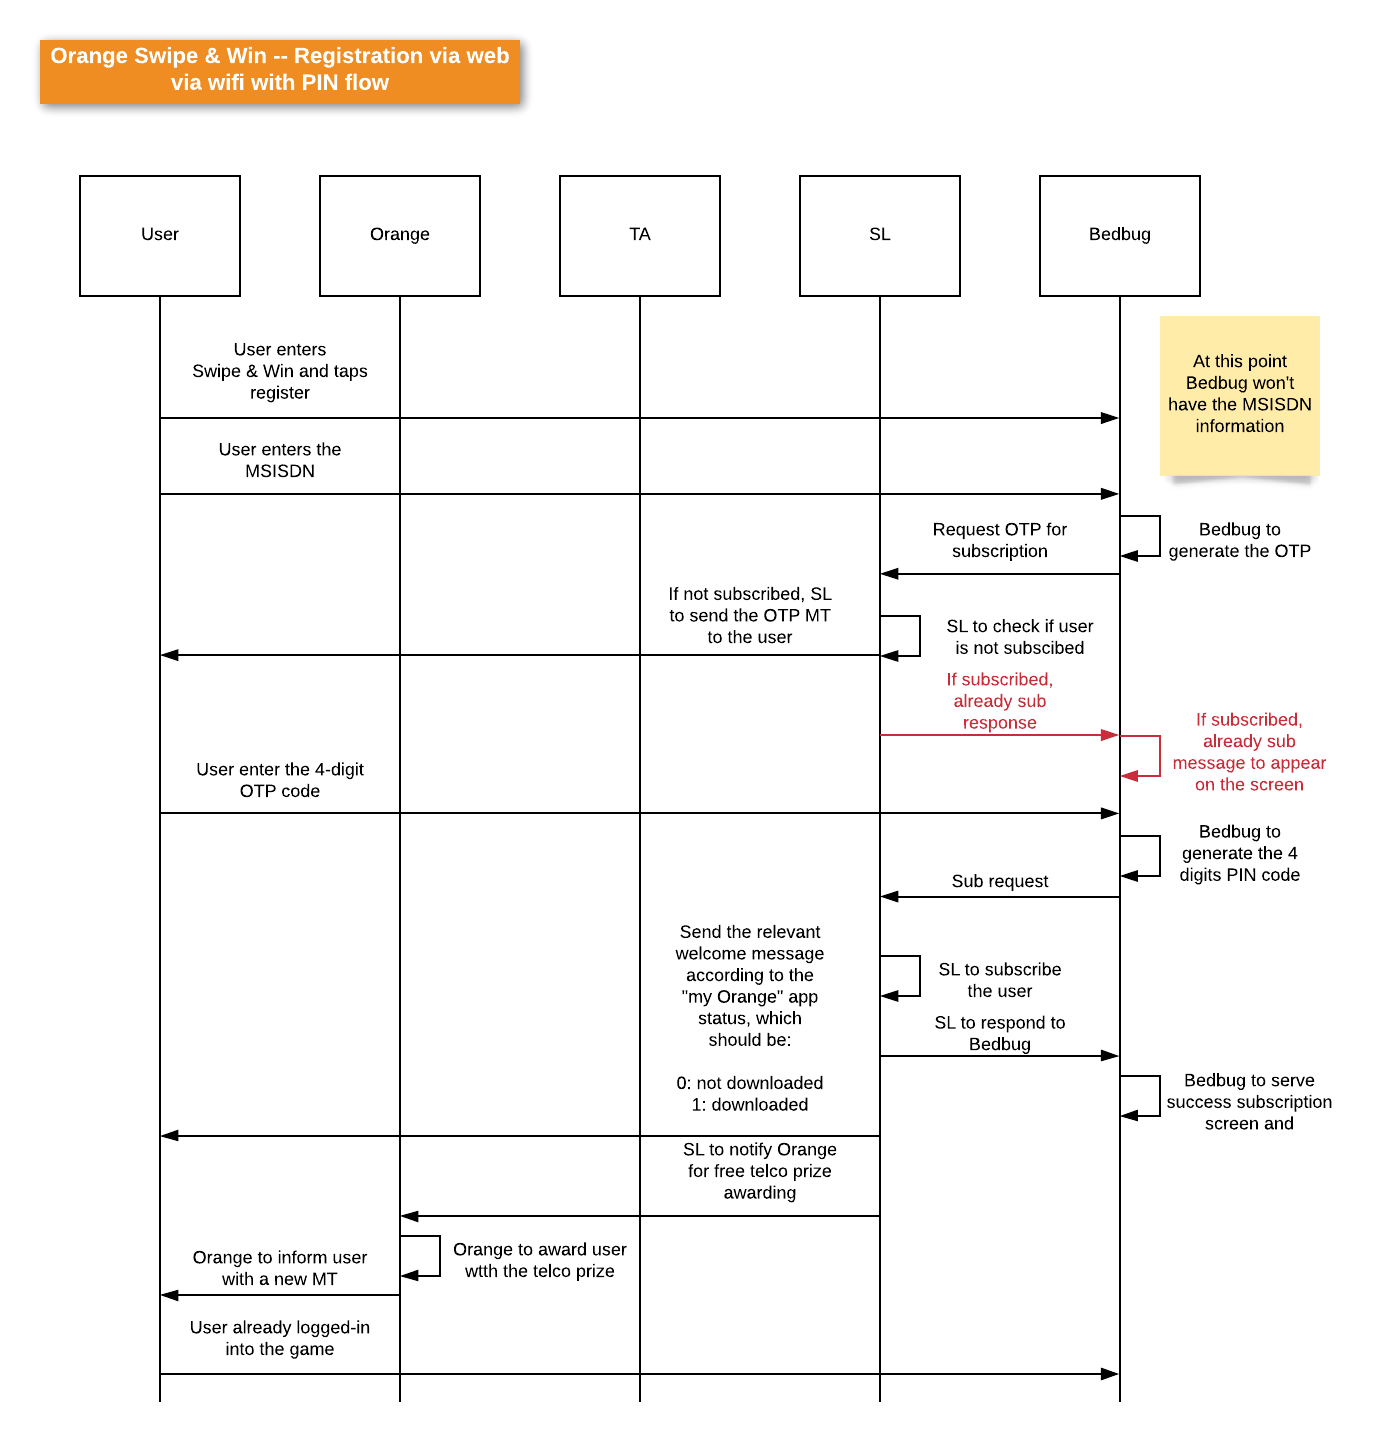 Orange Swipe & Win -- Registration via web
via wifi with PIN flow
User
Orange
TA
SL
Bedbug
User enters
Swipe & Win and taps
register
At this point
Bedbug won't
have the MSISDN
information
User enters the
MSISDN
Request OTP for
subscription
Bedbug to
generate the OTP
If not subscribed, SL
to send the OTP MT
to the user
SL to check if user
is not subscibed
If subscribed,
already sub
response
If subscribed,
already sub
message to appear
on the screen
User enter the 4-digit
OTP code
Bedbug to
generate the 4
digits PIN code
Sub request
Send the relevant
welcome message
according to the
"my Orange" app
status, which
should be:
0: not downloaded
1: downloaded
SL to subscribe
the user
SL to respond to
Bedbug
Bedbug to serve
success subscription
screen and
SL to notify Orange
for free telco prize
awarding
Orange to inform user
with a new MT
Orange to award user
wtth the telco prize
User already logged-in
into the game